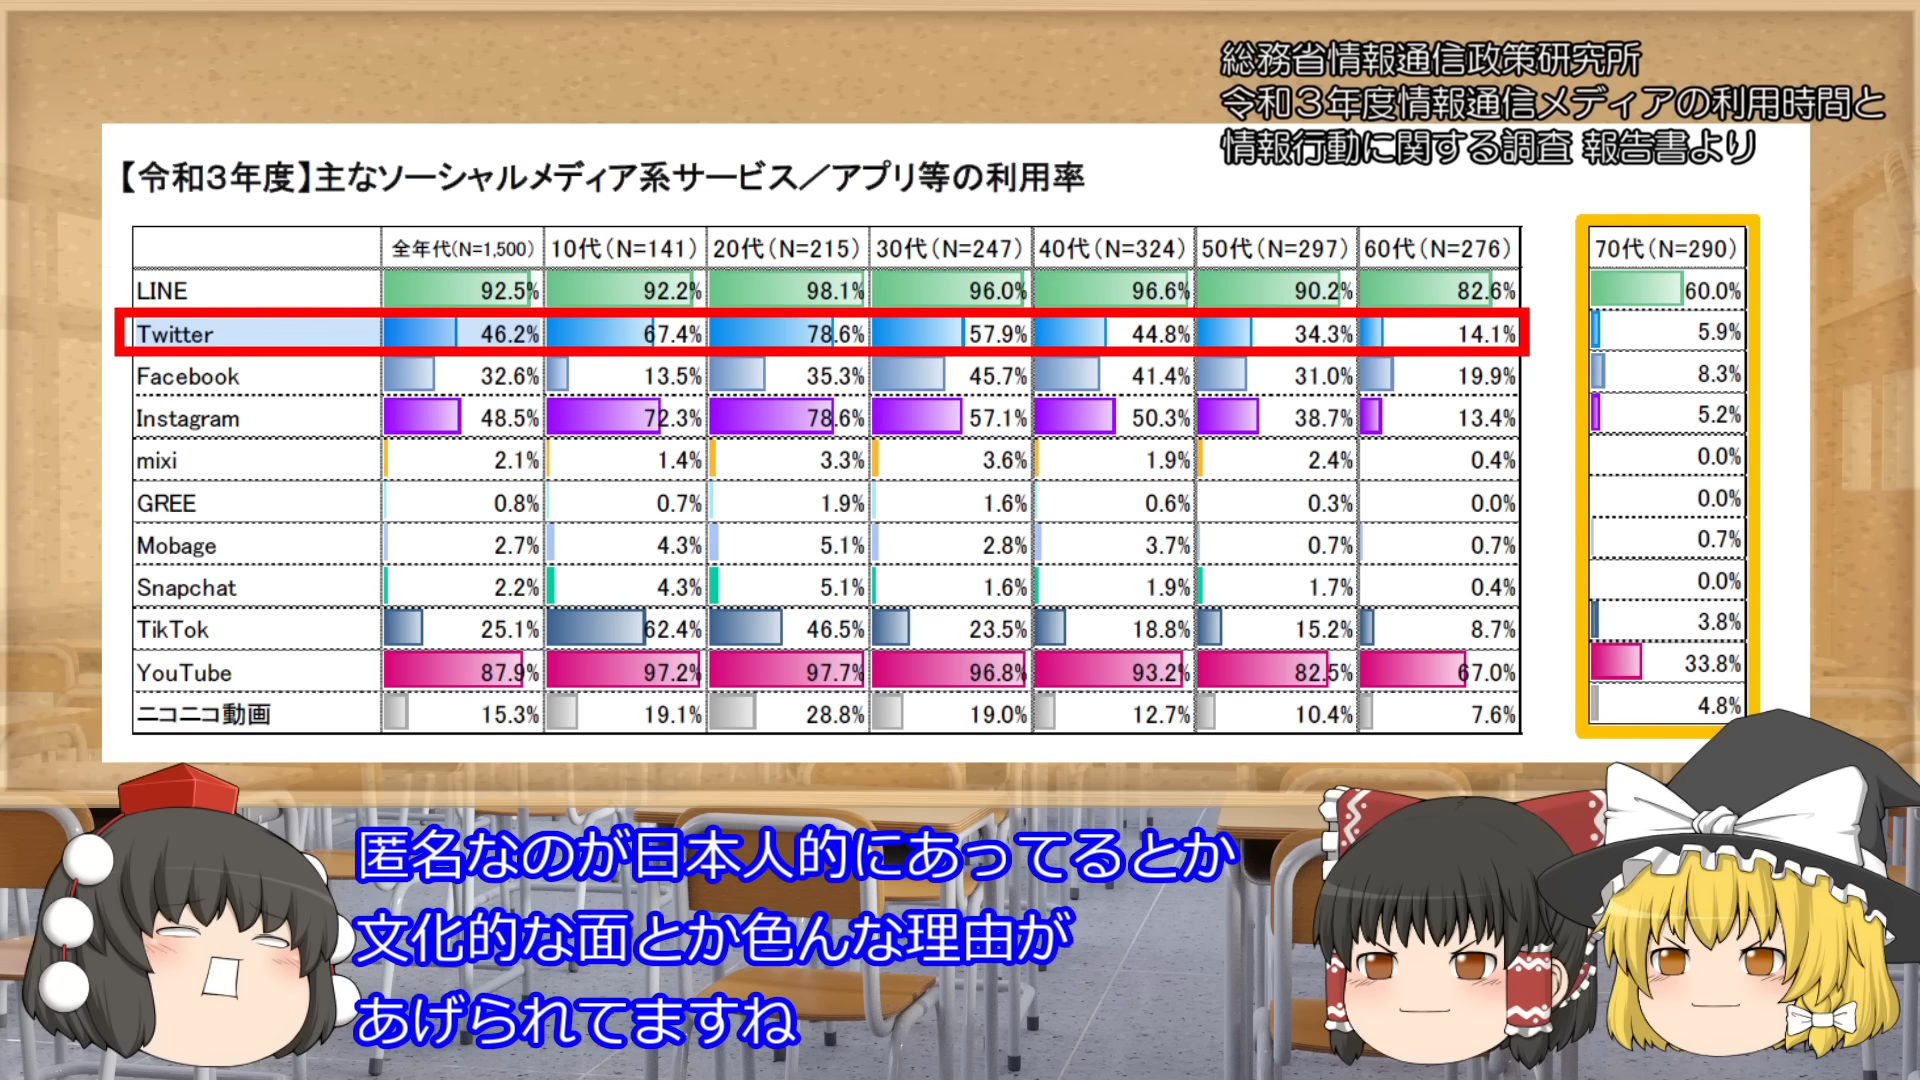 総務省情報通信政策研究所
令和３年度情報通信メディアの利用時間と
情報行動に関する調査 報告書より
【令和3年度】主なソーシャルメディア系サービス／アプリ等の利用率
全年代(N=1,500) 10代(N=141) 20代(N=215) 30代(N=247) 40代(N=324) 50代(N=297) 60代(N=276) 70代(N=290)
LINE 92.5% 92.2% 98.1% 96.0% 96.6% 90.2% 82.6% 60.0%
Twitter 46.2% 67.4% 78.6% 57.9% 44.8% 34.3% 14.1% 5.9%
Facebook 32.6% 13.5% 35.3% 45.7% 41.4% 31.0% 19.9% 8.3%
Instagram 48.5% 72.3% 78.6% 57.1% 50.3% 38.7% 13.4% 5.2%
mixi 2.1% 1.4% 3.3% 3.6% 1.9% 2.4% 0.4% 0.0%
GREE 0.8% 0.7% 1.9% 1.6% 0.6% 0.3% 0.0% 0.0%
Mobage 2.7% 4.3% 5.1% 2.8% 3.7% 0.7% 0.7% 0.7%
Snapchat 2.2% 4.3% 5.1% 1.6% 1.9% 1.7% 0.4% 0.0%
TikTok 25.1% 62.4% 46.5% 23.5% 18.8% 15.2% 8.7% 3.8%
YouTube 87.9% 97.2% 97.7% 96.8% 93.2% 82.5% 67.0% 33.8%
ニコニコ動画 15.3% 19.1% 28.8% 19.0% 12.7% 10.4% 7.6% 4.8%
匿名なのが日本人的にあってるとか
文化的な面とか色んな理由が
あげられてますね